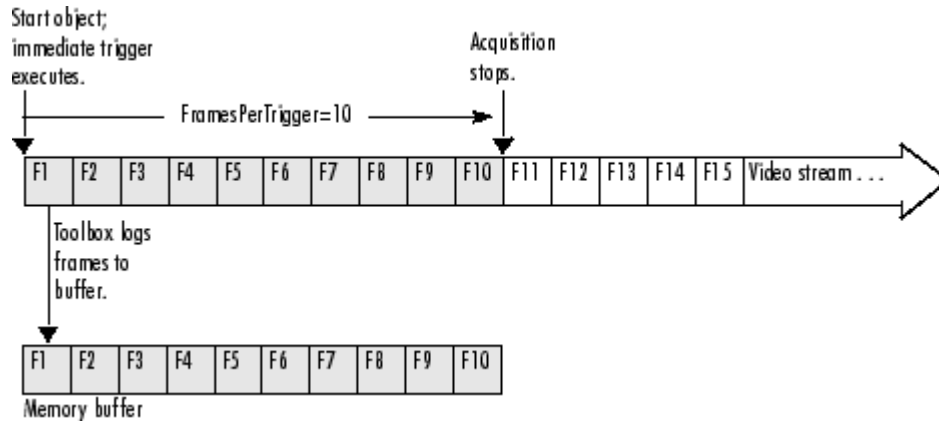 Start object;
immediate trigger
executes.
Acquisition
stops.
FramesPerTrigger=10
F1 F2 F3 F4 F5 F6 F7 F8 F9 F10 F11 F12 F13 F14 F15 Video stream . . .
Toolbox logs
frames to
buffer.
F1 F2 F3 F4 F5 F6 F7 F8 F9 F10
Memory buffer